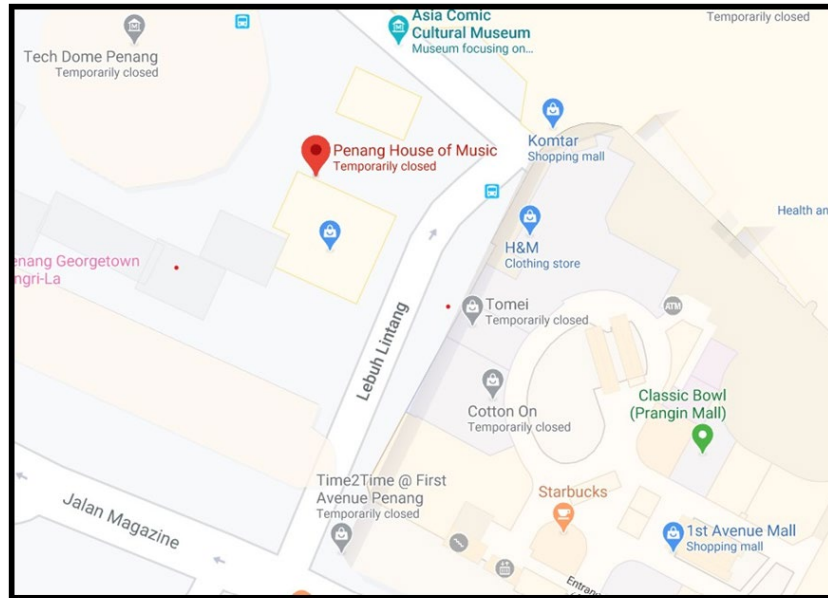 Asia Comic
Cultural Museum
Museum focusing on...
Temporarily closed
Tech Dome Penang
Temporarily closed
Komtar
Shopping mall
Penang House of Music
Temporarily closed
Health an
H&M
Clothing store
enang Georgetown
ngri-La
Tomei
Temporarily closed
ATM
Lebuh Lintang
Classic Bowl
(Prangin Mall)
Cotton On
Temporarily closed
Time2Time @ First
Avenue Penang
Temporarily closed
Starbucks
Jalan Magazine
1st Avenue Mall
Shopping mall
Entran